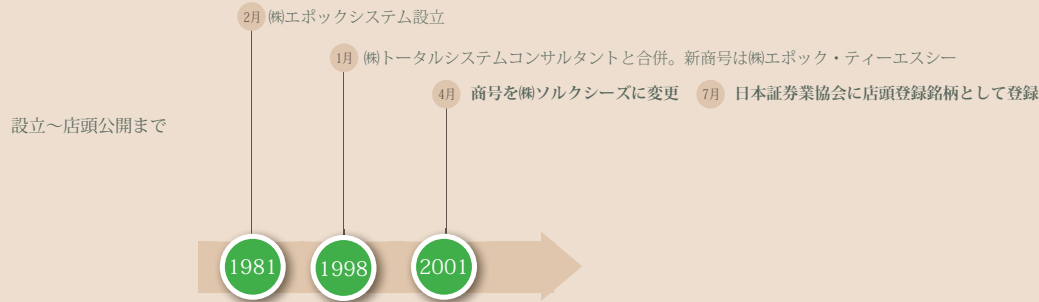 2月 ㈱エポックシステム設立
1月 ㈱トータルシステムコンサルタントと合併。新商号は㈱エポック・ティーエスシー
4月 商号を㈱ソルクシーズに変更 7月 日本証券業協会に店頭登録銘柄として登録
設立～店頭公開まで
1981 1998 2001